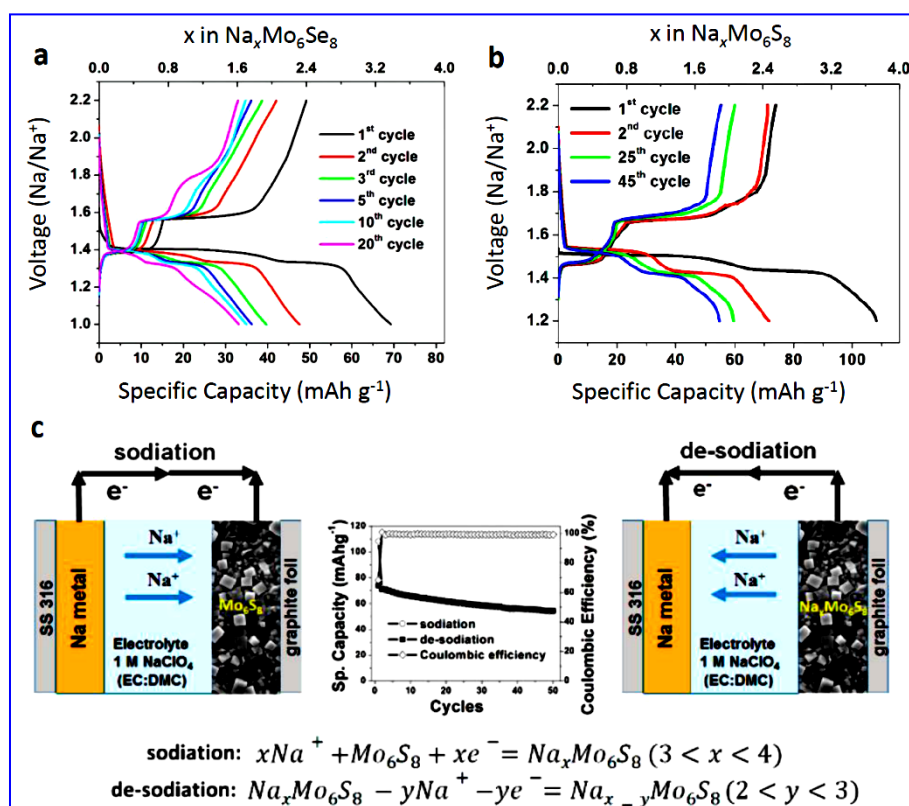 x in NaₓMo₆Se₈
a
0.0 0.6 1.2 1.8 2.4 3.0 3.6
2.2
2.0
1.8
1.6
1.4
1.2
1.0
Voltage (Na/Na⁺)
1ˢᵗ cycle
2ⁿᵈ cycle
3ʳᵈ cycle
5ᵗʰ cycle
10ᵗʰ cycle
20ᵗʰ cycle
0 10 20 30 40 50 60 70 80
Specific Capacity (mAh g⁻¹)
x in NaₓMo₆S₈
b
0.0 0.6 1.2 1.8 2.4 3.0 3.6
2.2
2.0
1.8
1.6
1.4
1.2
Voltage (Na/Na⁺)
1ˢᵗ cycle
2ⁿᵈ cycle
25ᵗʰ cycle
45ᵗʰ cycle
0 20 40 60 80 100
Specific Capacity (mAh g⁻¹)
c
sodiation
e⁻ e⁻
SS 316
Na metal
Na⁺
Na⁺
Electrolyte
1 M NaClO₄
(EC:DMC)
Mo₆S₈
graphite foil
Sp. Capacity (mAhg⁻¹)
120
100
80
60
40
20
0
sodiation
de-sodiation
Coulombic efficiency
0 10 20 30 40 50
Cycles
100
80
60
40
20
0
Coulombic Efficiency (%)
de-sodiation
e⁻ e⁻
SS 316
Na metal
Na⁺
Na⁺
Electrolyte
1 M NaClO₄
(EC:DMC)
NaₓMo₆S₈
graphite foil
sodiation: xNa⁺ +Mo₆S₈ + xe⁻= NaₓMo₆S₈ (3 < x < 4)
de-sodiation: NaₓMo₆S₈ − yNa⁺ −ye⁻= Naₓ₋yMo₆S₈ (2 < y < 3)